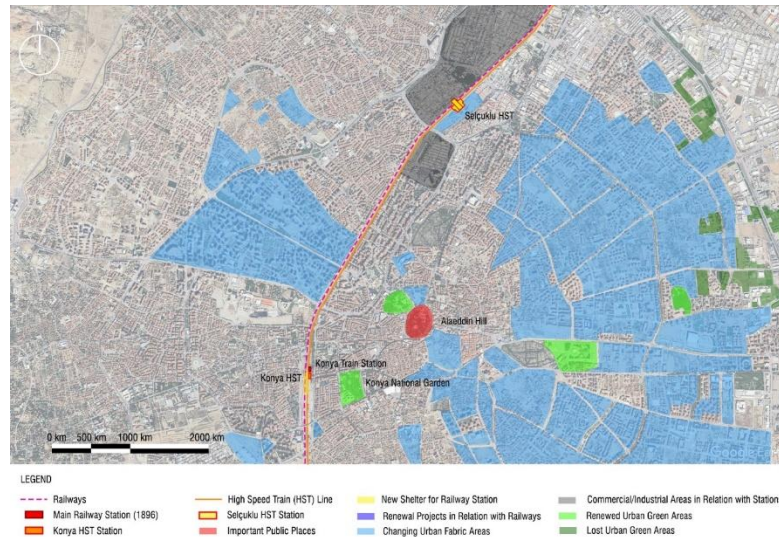 N
Selçuklu HST
Alaeddin Hill
Konya Train Station
Konya HST
Konya National Garden
0 km 500 km 1000 km 2000 km
LEGEND
Railways High Speed Train (HST) Line New Shelter for Railway Station Commercial/Industrial Areas in Relation with Station
Main Railway Station (1896) Selçuklu HST Station Renewal Projects in Relation with Railways Renewed Urban Green Areas
Konya HST Station Important Public Places Changing Urban Fabric Areas Lost Urban Green Areas